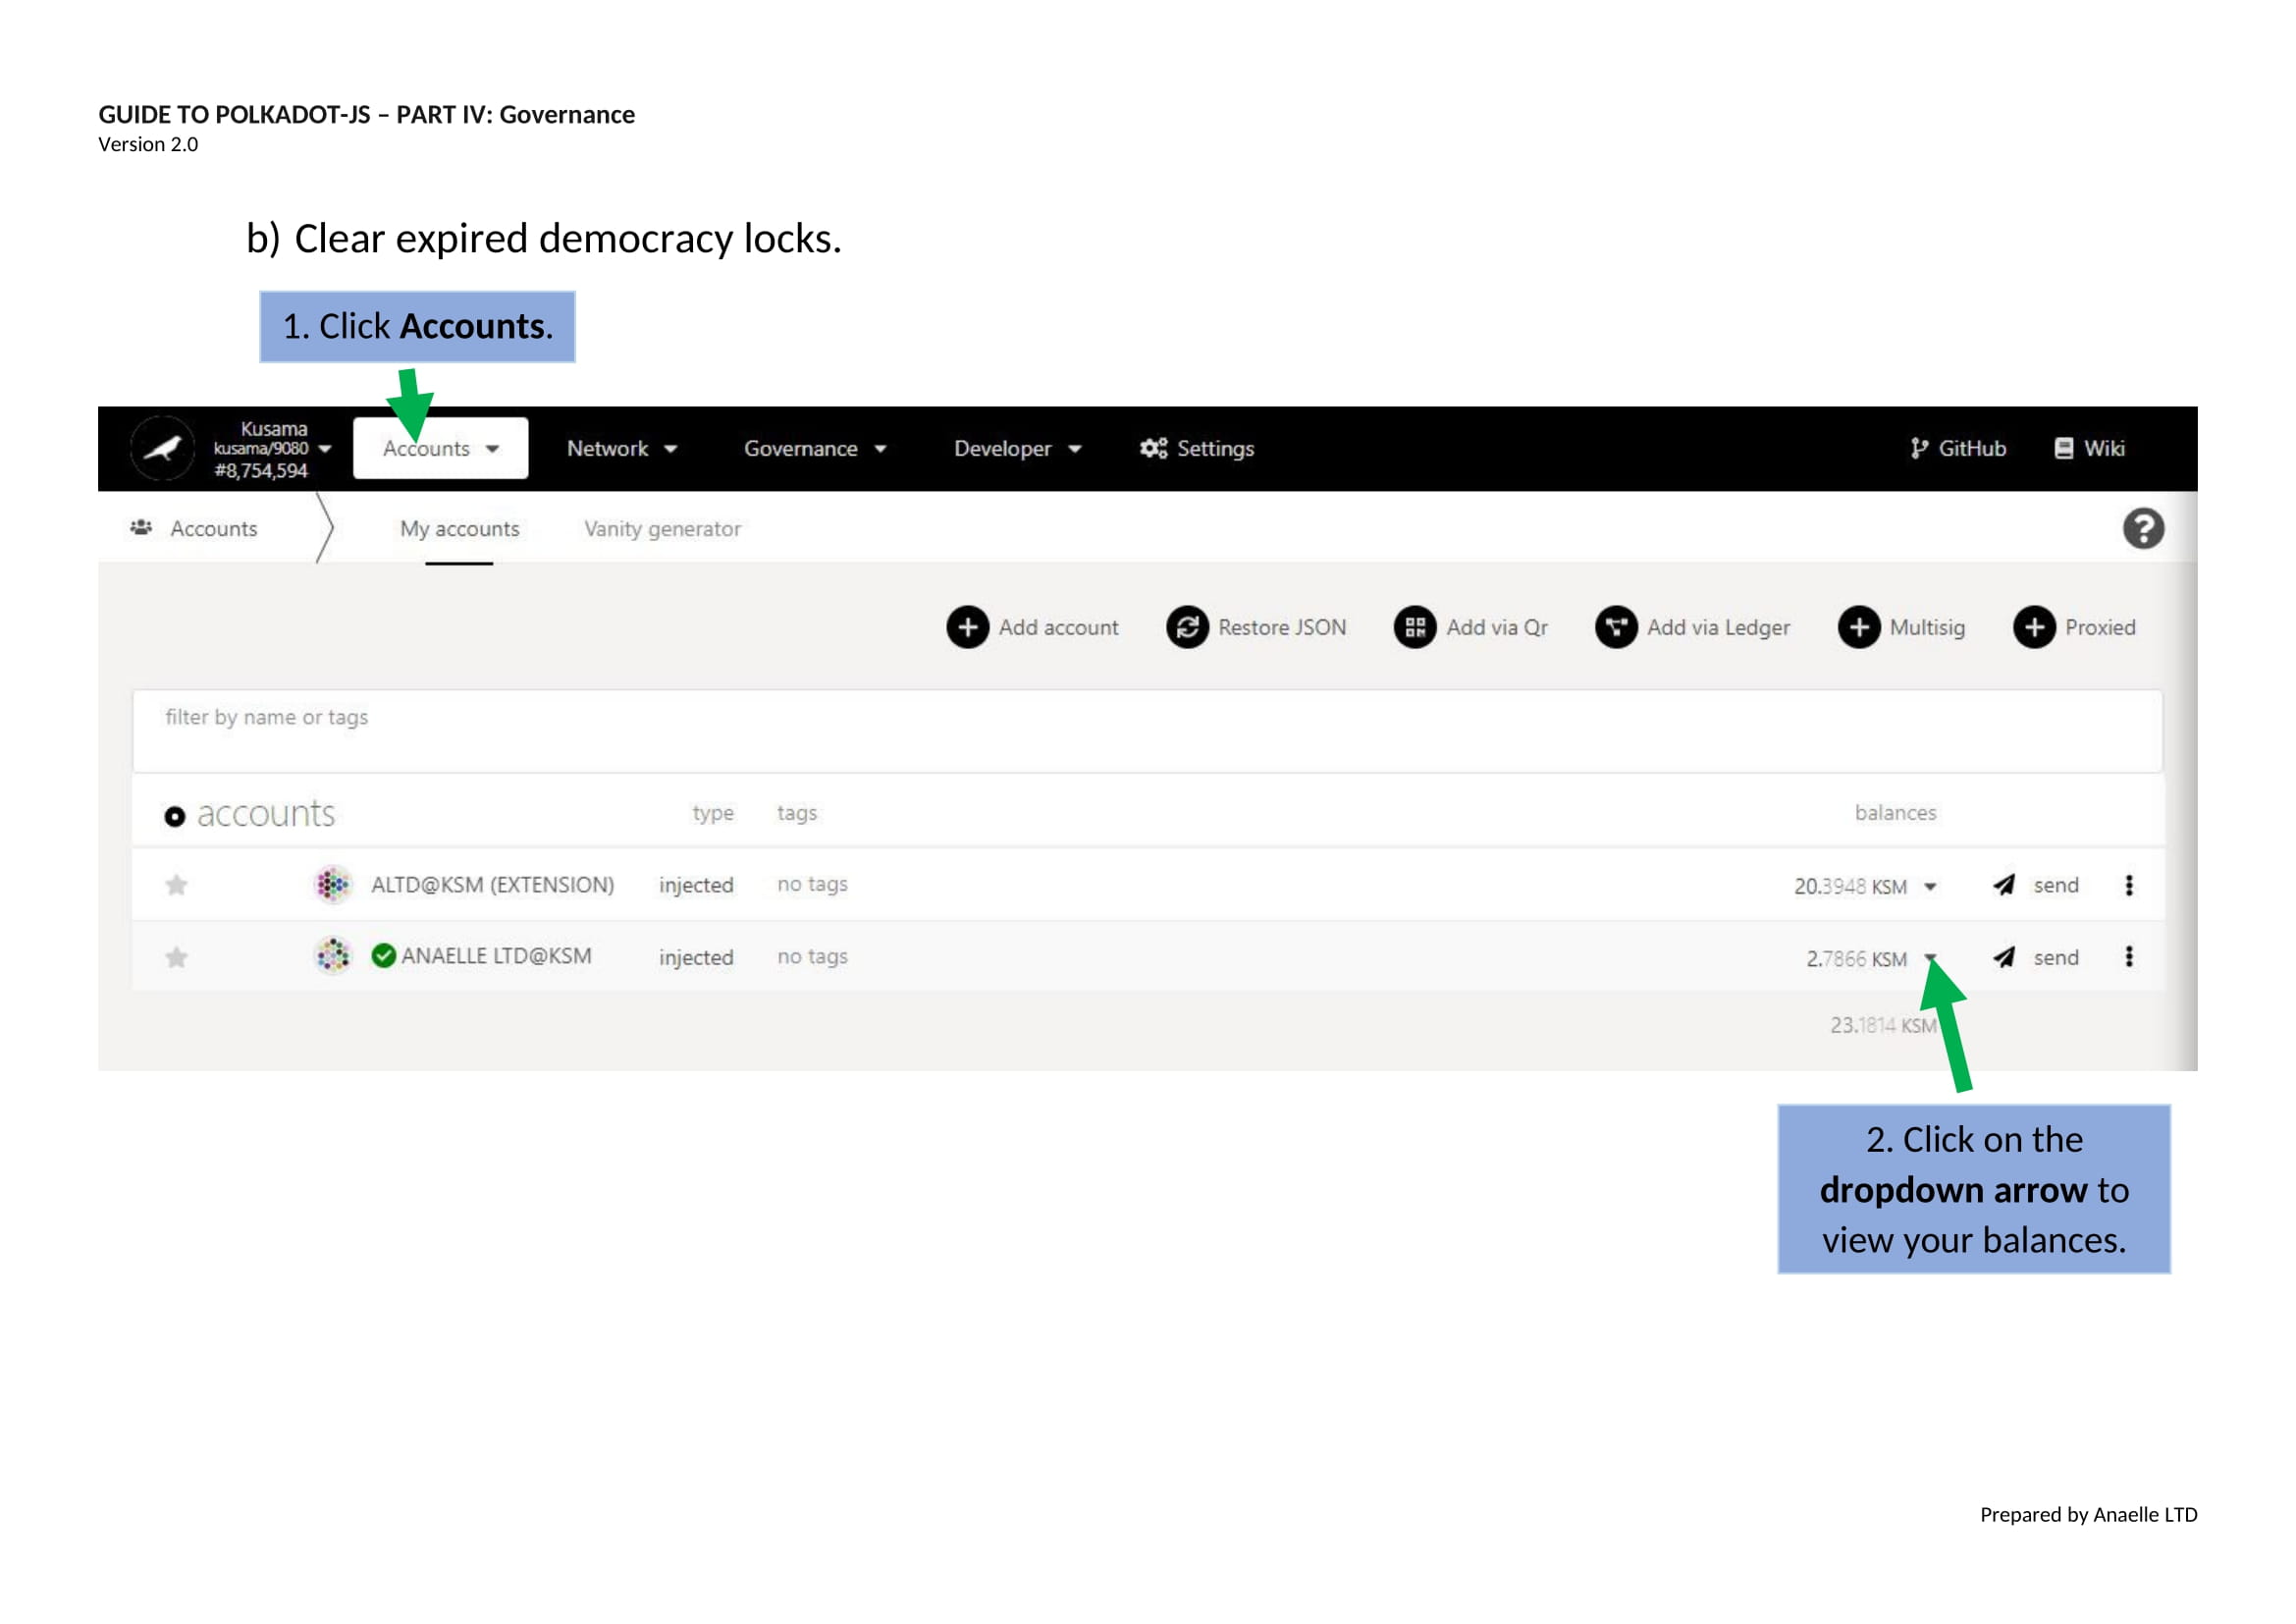 GUIDE TO POLKADOT-JS – PART IV: Governance
Version 2.0
b) Clear expired democracy locks.
1. Click Accounts.
Kusama
kusama/9080
#8,754,594
Accounts
Network
Governance
Developer
Settings
GitHub
Wiki
Accounts
My accounts
Vanity generator
Add account
Restore JSON
Add via Qr
Add via Ledger
Multisig
Proxied
filter by name or tags
accounts type tags balances
ALTD@KSM (EXTENSION) injected no tags 20.3948 KSM send
ANAELLE LTD@KSM injected no tags 2.7866 KSM send
23.1814 KSM
2. Click on the
dropdown arrow to
view your balances.
Prepared by Anaelle LTD